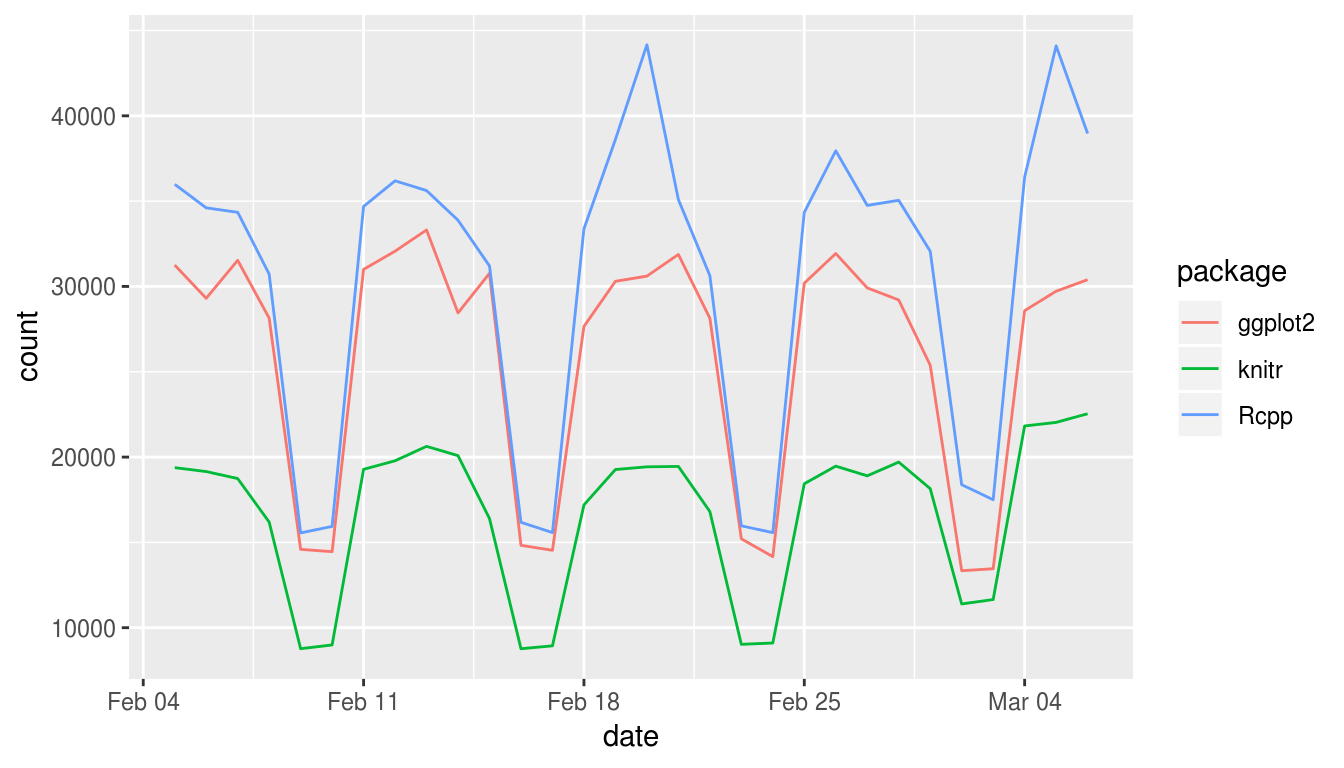 count
40000
30000
20000
10000
Feb 04
Feb 11
Feb 18
Feb 25
Mar 04
date
package
ggplot2
knitr
Rcpp